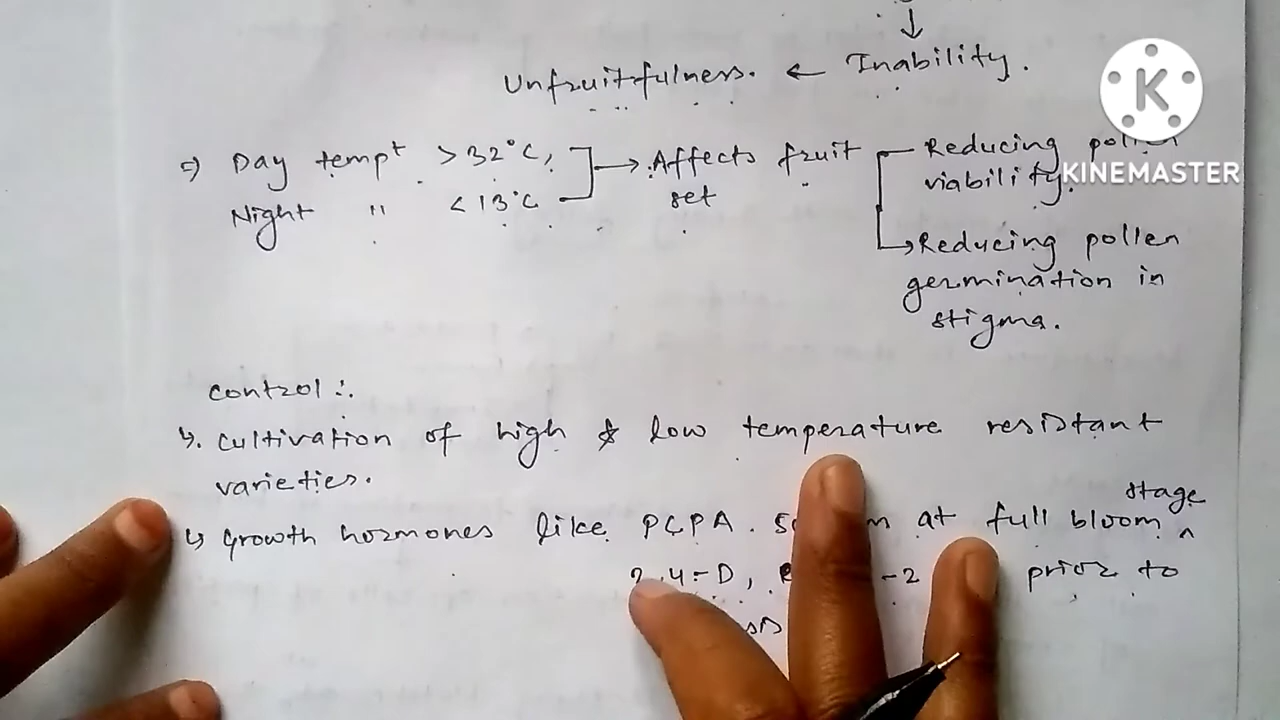 ↓
Unfruitfulness. ← Inability.
K
KINEMASTER
⇒ Day tempt >32°C, → Affects fruit set
Night " <13°C
Reducing viability.
→ Reducing pollen germination in stigma.
control :.
↳. cultivation of high & low temperature resistant
varieties.
↳ Growth hormones like PCPA. at full bloom stage
2,4-D, -2 prior to